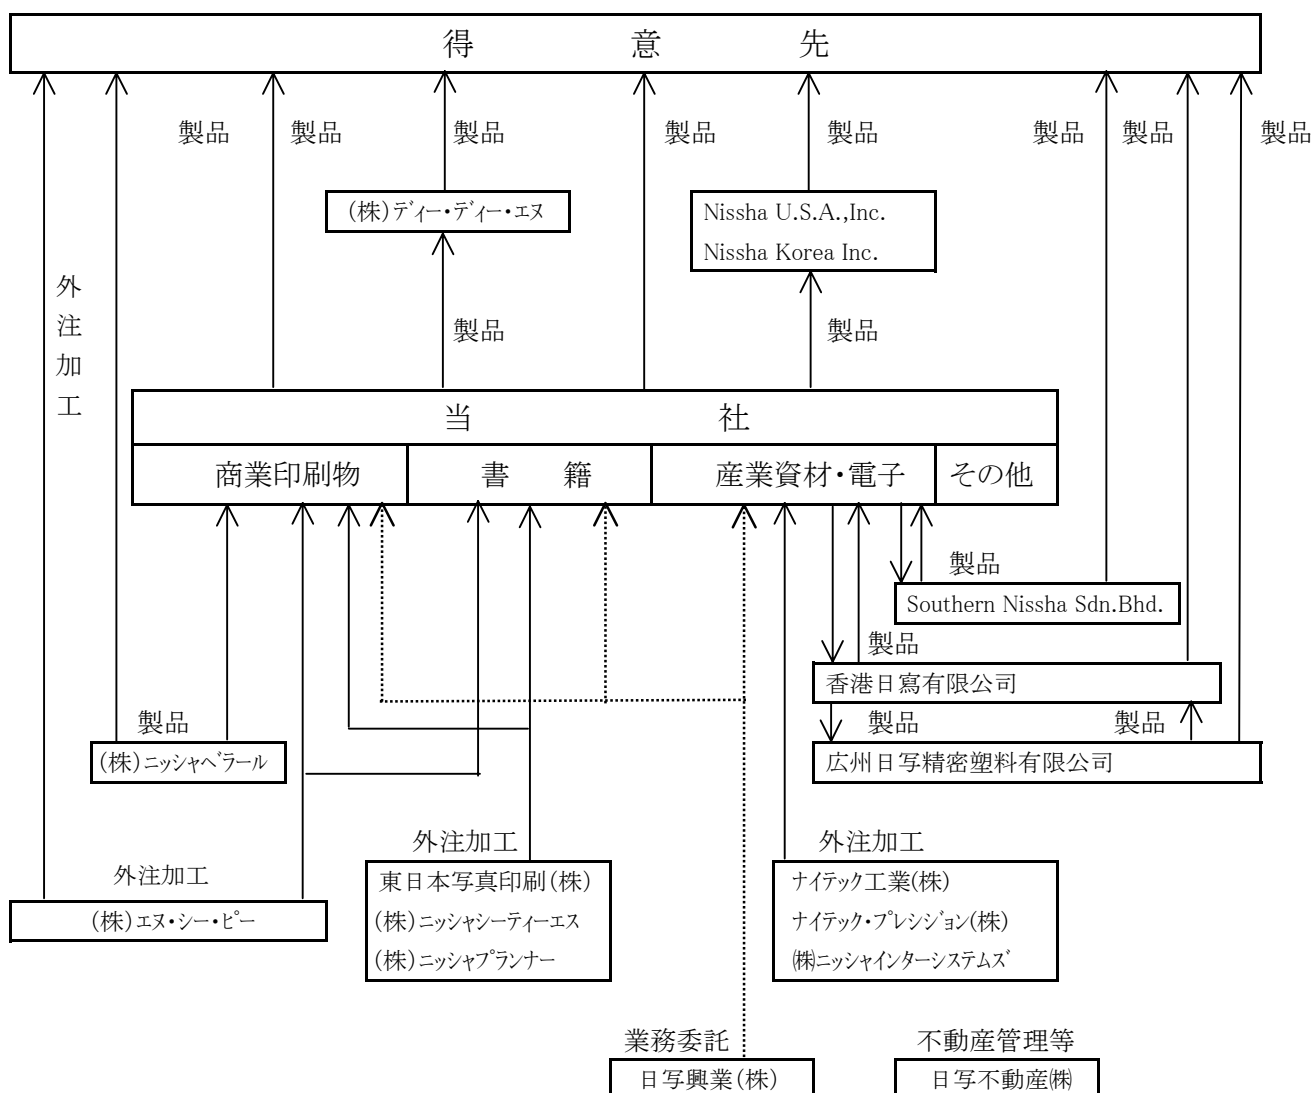 得意先
製品 製品 製品 製品 製品 製品 製品 製品
(株)ディー・ディー・エヌ
Nissha U.S.A.,Inc.
Nissha Korea Inc.
外注加工
製品 製品
当社
商業印刷物 書籍 産業資材・電子 その他
製品
Southern Nissha Sdn.Bhd.
製品
香港日寫有限公司
製品 製品 製品
(株)ニッシャベラール
広州日写精密塑料有限公司
外注加工 外注加工
外注加工
東日本写真印刷(株)
(株)ニッシャシーティーエス
(株)ニッシャプランナー
ナイテック工業(株)
ナイテック・プレシジョン(株)
㈱ニッシャインターシステムズ
(株)エヌ・シー・ピー
業務委託 不動産管理等
日写興業(株) 日写不動産㈱